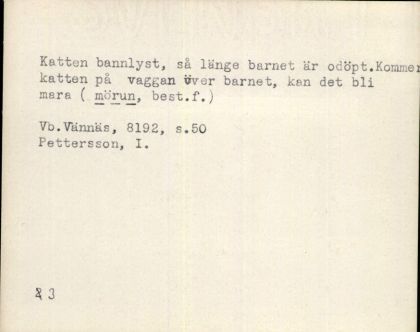 Katten bannlyst, så länge barnet är odöpt.Kommer
katten på vaggan över barnet, kan det bli
mara ( mörun, best.f.)
Vb.Vännäs, 8192, s.50
Pettersson, I.
3